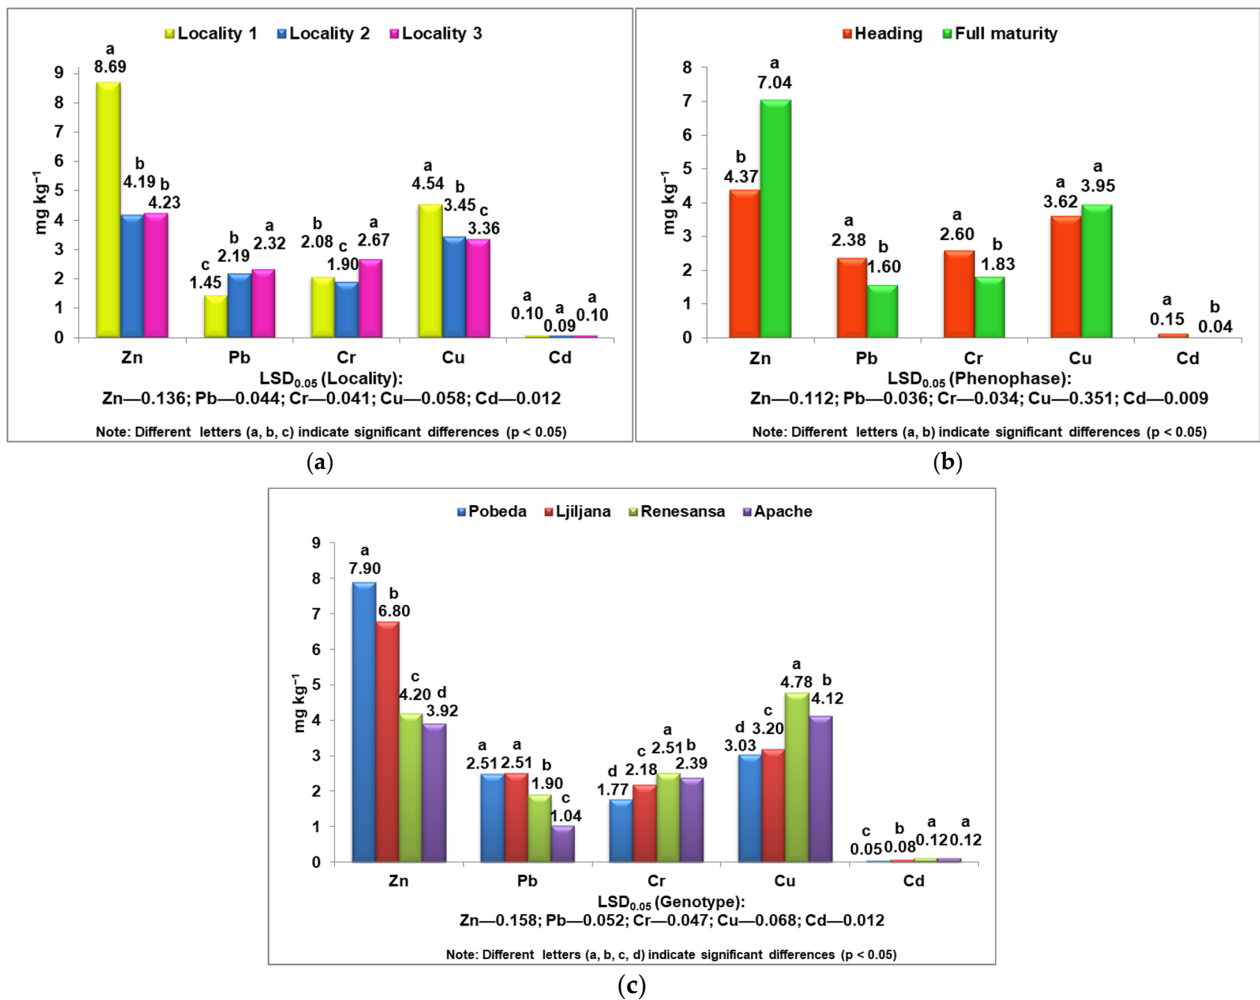 Locality 1 Locality 2 Locality 3
a
8.69
b
4.19
b
4.23
c
1.45
b
2.19
a
2.32
b
2.08
c
1.90
a
2.67
a
4.54
b
3.45
c
3.36
a
0.10
a
0.09
a
0.10
mg kg⁻¹
9
8
7
6
5
4
3
2
1
0
Zn Pb Cr Cu Cd
LSD₀.₀₅ (Locality):
Zn—0.136; Pb—0.044; Cr—0.041; Cu—0.058; Cd—0.012
Note: Different letters (a, b, c) indicate significant differences (p < 0.05)
(a)
Heading Full maturity
b
4.37
a
7.04
a
2.38
b
1.60
a
2.60
b
1.83
a
3.62
a
3.95
a
0.15
b
0.04
mg kg⁻¹
8
7
6
5
4
3
2
1
0
Zn Pb Cr Cu Cd
LSD₀.₀₅ (Phenophase):
Zn—0.112; Pb—0.036; Cr—0.034; Cu—0.351; Cd—0.009
Note: Different letters (a, b) indicate significant differences (p < 0.05)
(b)
Pobeda Ljiljana Renesansa Apache
a
7.90
b
6.80
c
4.20
d
3.92
a
2.51
a
2.51
b
1.90
c
1.04
d
1.77
c
2.18
a
2.51
b
2.39
d
3.03
c
3.20
a
4.78
b
4.12
c
0.05
b
0.08
a
0.12
a
0.12
mg kg⁻¹
9
8
7
6
5
4
3
2
1
0
Zn Pb Cr Cu Cd
LSD₀.₀₅ (Genotype):
Zn—0.158; Pb—0.052; Cr—0.047; Cu—0.068; Cd—0.012
Note: Different letters (a, b, c, d) indicate significant differences (p < 0.05)
(c)